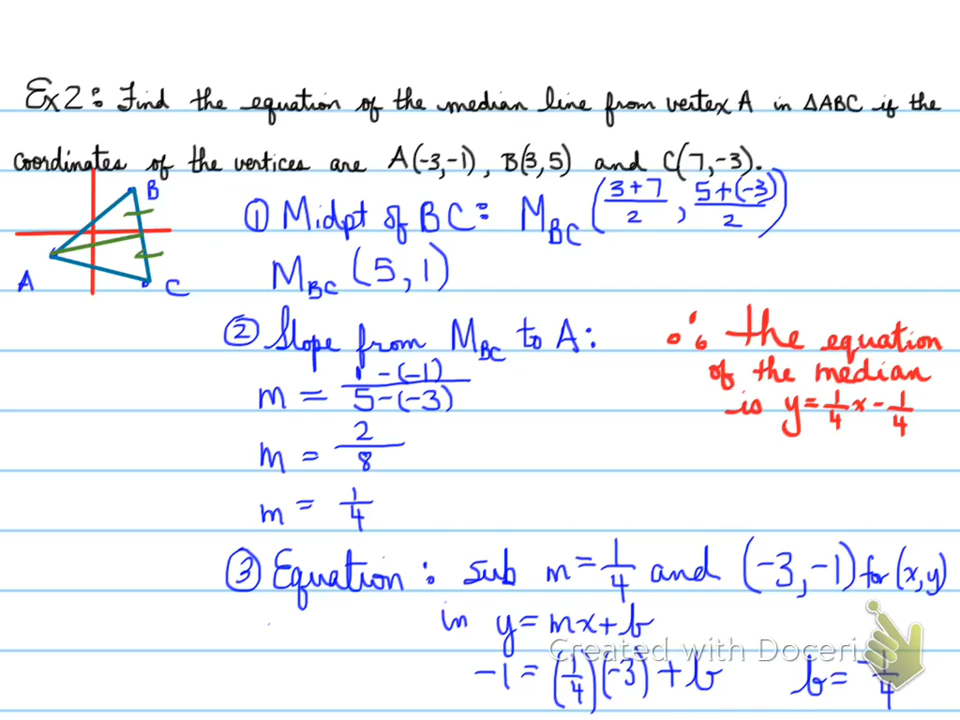 Ex2: Find the equation of the median line from vertex A in ΔABC if the
coordinates of the vertices are A(-3,-1), B(3,5) and C(7,-3).
B
A
C
① Midpt of BC: M_BC (3+7/2, 5+(-3)/2)
M_BC (5,1)
② Slope from M_BC to A:
m = 1-(-1)/5-(-3)
m = 2/8
m = 1/4
∴ the equation
of the median
is y=1/4x-1/4
③ Equation: sub m=1/4 and (-3,-1) for (x,y)
in y=mx+b
Created with Doceri
-1=(1/4)(-3)+b b=-1/4